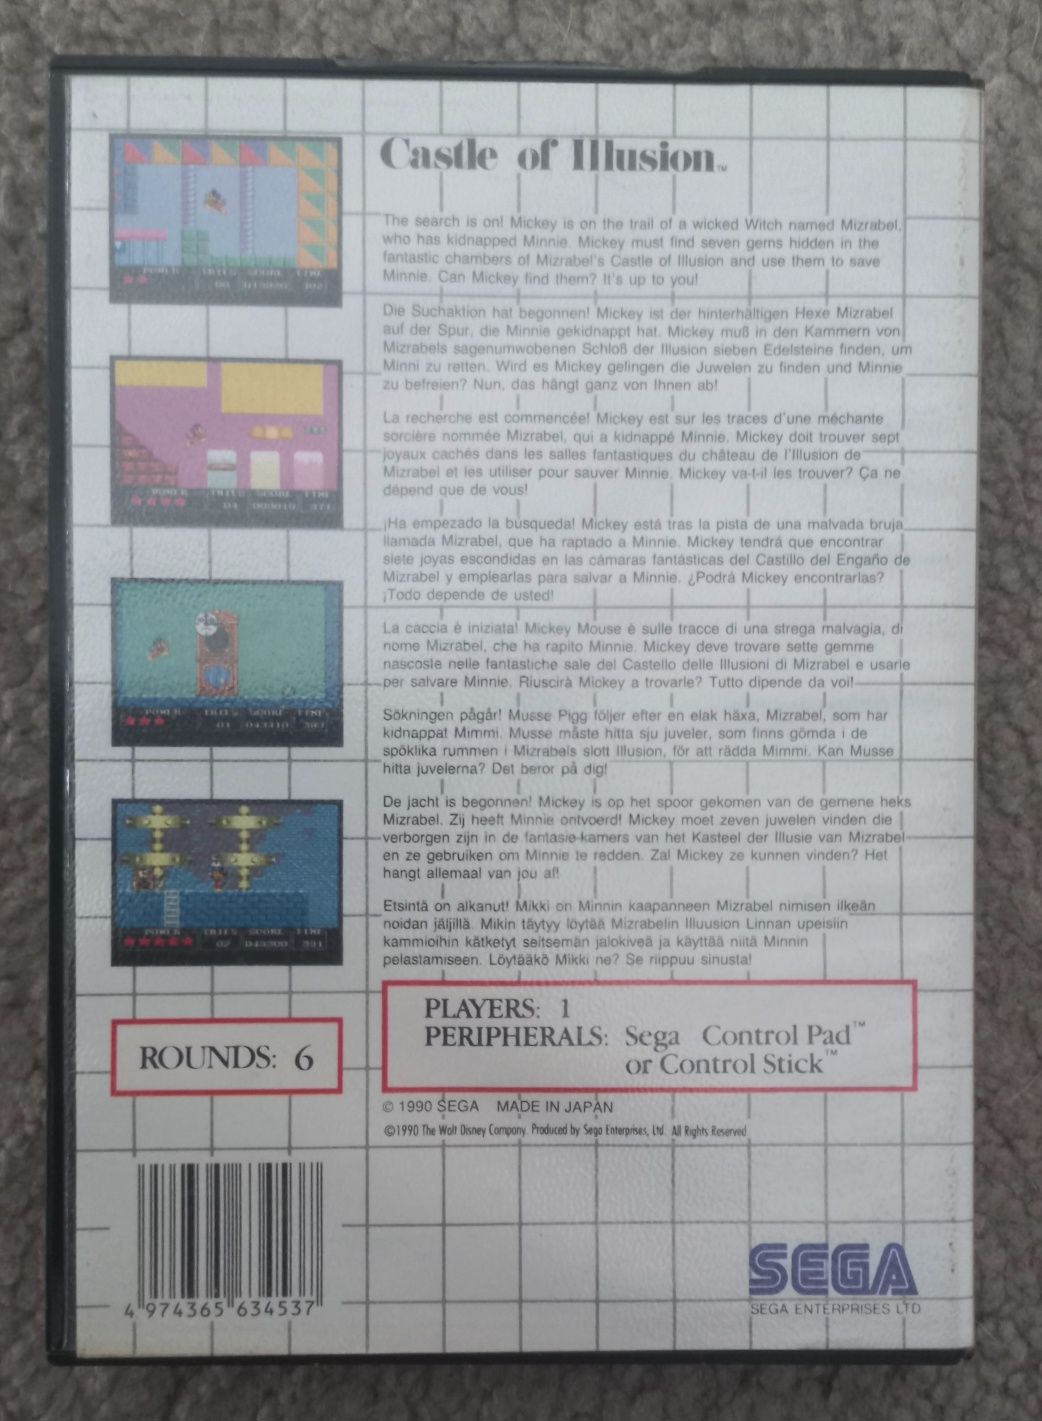 Castle of Illusion™
The search is on! Mickey is on the trail of a wicked Witch named Mizrabel,
who has kidnapped Minnie. Mickey must find seven gems hidden in the
fantastic chambers of Mizrabel's Castle of Illusion and use them to save
Minnie. Can Mickey find them? It's up to you!
Die Suchaktion hat begonnen! Mickey ist der hinterhältigen Hexe Mizrabel
auf der Spur, die Minnie gekidnappt hat. Mickey muß in den Kammern von
Mizrabels sagenumwobenen Schloß der Illusion sieben Edelsteine finden, um
Minni zu retten. Wird es Mickey gelingen die Juwelen zu finden und Minnie
zu befreien? Nun, das hängt ganz von Ihnen ab!
La recherche est commencée! Mickey est sur les traces d'une méchante
sorcière nommée Mizrabel, qui a kidnappé Minnie. Mickey doit trouver sept
joyaux cachés dans les salles fantastiques du château de l'Illusion de
Mizrabel et les utiliser pour sauver Minnie. Mickey va-t-il les trouver? Ça ne
dépend que de vous!
¡Ha empezado la búsqueda! Mickey está tras la pista de una malvada bruja
llamada Mizrabel, que ha raptado a Minnie. Mickey tendrá que encontrar
siete joyas escondidas en las cámaras fantásticas del Castillo del Engaño de
Mizrabel y emplearlas para salvar a Minnie. ¿Podrá Mickey encontrarlas?
¡Todo depende de usted!
La caccia è iniziata! Mickey Mouse è sulle tracce di una strega malvagia, di
nome Mizrabel, che ha rapito Minnie. Mickey deve trovare sette gemme
nascoste nelle fantastiche sale del Castello delle Illusioni di Mizrabel e usarle
per salvare Minnie. Riuscirà Mickey a trovarle? Tutto dipende da voi!
Sökningen pågår! Musse Pigg följer efter en elak häxa, Mizrabel, som har
kidnappat Mimmi. Musse måste hitta sju juveler, som finns gömda i de
spöklika rummen i Mizrabels slott Illusion, för att rädda Mimmi. Kan Musse
hitta juvelerna? Det beror på dig!
De jacht is begonnen! Mickey is op het spoor gekomen van de gemene heks
Mizrabel. Zij heeft Minnie ontvoerd! Mickey moet zeven juwelen vinden die
verborgen zijn in de fantasie-kamers van het Kasteel der Illusie van Mizrabel
en ze gebruiken om Minnie te redden. Zal Mickey ze kunnen vinden? Het
hangt allemaal van jou af!
Etsintä on alkanut! Mikki on Minnin kaapanneen Mizrabel nimisen ilkeän
noidan jäljillä. Mikin täytyy löytää Mizrabelin Illuusion Linnan upeisiin
kammioihin kätketyt seitsemän jalokiveä ja käyttää niitä Minnin
pelastamiseen. Löytääkö Mikki ne? Se riippuu sinusta!
POWER TRIES SCORE TIME
POWER TRIES SCORE TIME
POWER TRIES SCORE TIME
POWER TRIES SCORE TIME
ROUNDS: 6
PLAYERS: 1
PERIPHERALS: Sega Control Pad™
or Control Stick™
© 1990 SEGA MADE IN JAPAN
©1990 The Walt Disney Company. Produced by Sega Enterprises, Ltd. All Rights Reserved.
4 974365 634537
SEGA
SEGA ENTERPRISES LTD